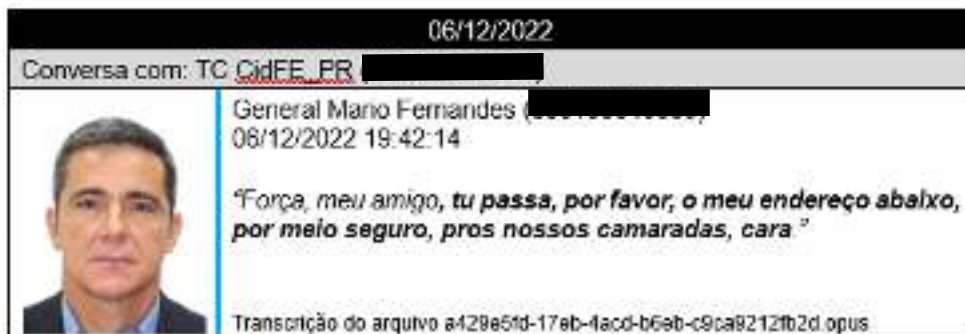 06/12/2022
Conversa com: TC CidFE_PR
General Mario Fernandes (
06/12/2022 19:42:14
"Força, meu amigo, tu passa, por favor, o meu endereço abaixo,
por meio seguro, pros nossos camaradas, cara."
Transcrição do arquivo a429e5fd-17eb-4acd-b6eb-c9ca9212fb2d.opus